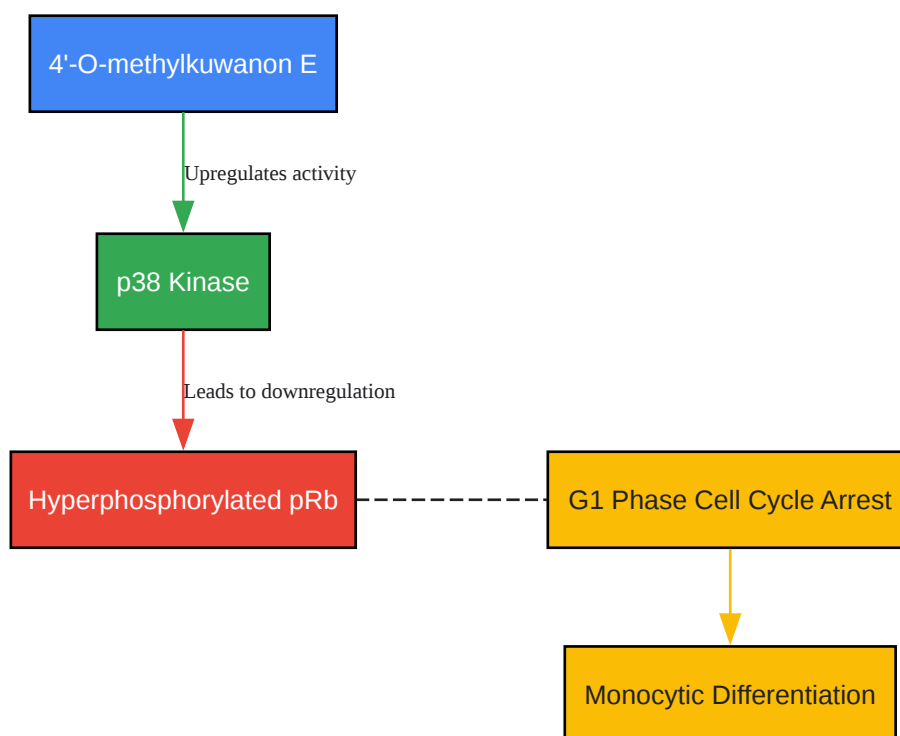 4'-O-methylkuwanon E
Upregulates activity
p38 Kinase
Leads to downregulation
Hyperphosphorylated pRb
G1 Phase Cell Cycle Arrest
Monocytic Differentiation